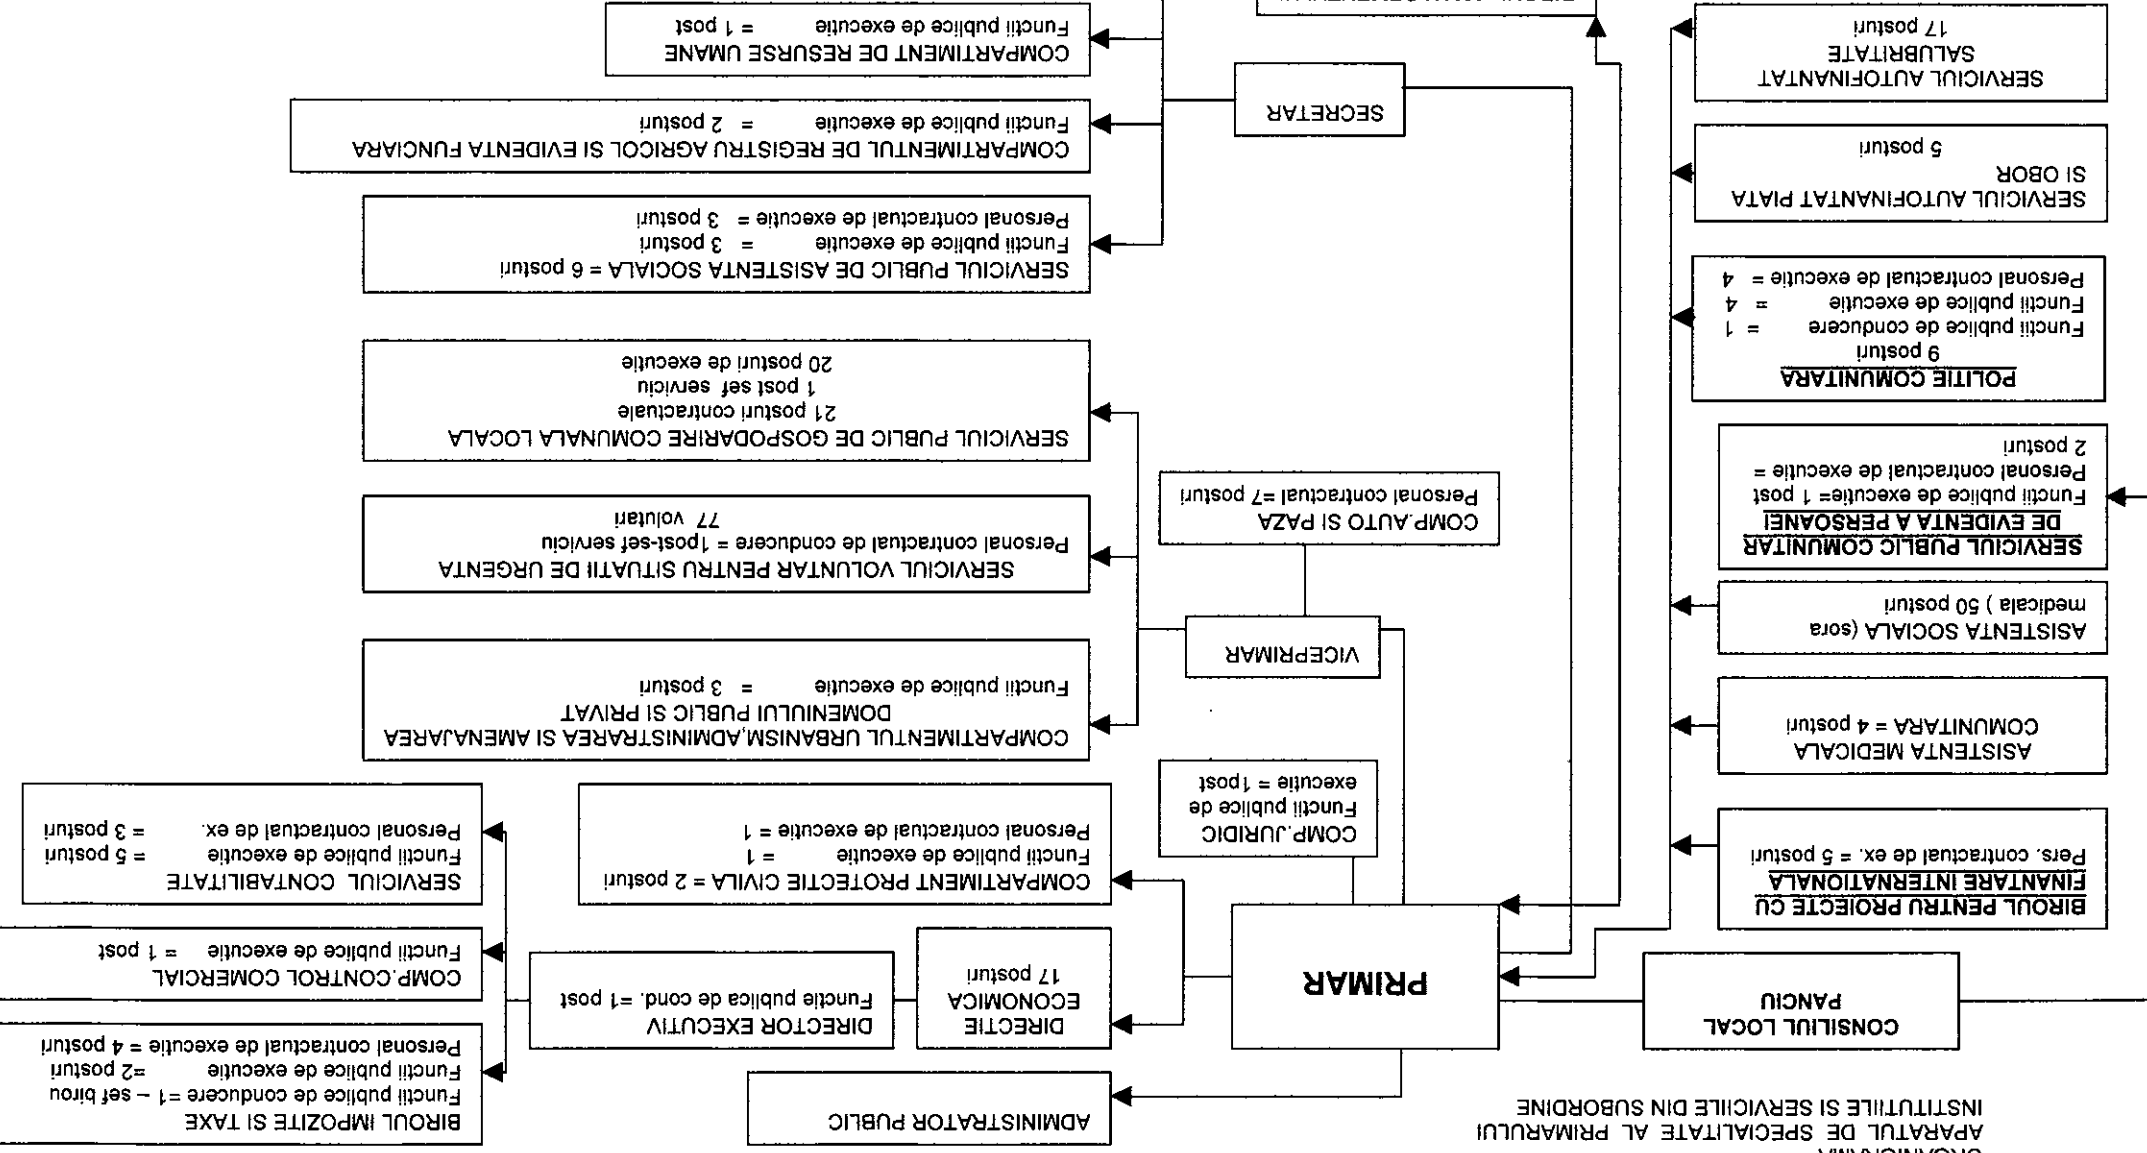 ORGANIGRAMA
APARATUL DE SPECIALITATE AL PRIMARULUI
INSTITUTIILE SI SERVICIILE DIN SUBORDINE
ADMINISTRATOR PUBLIC
BIROUL IMPOZITE SI TAXE
Functii publice de conducere =1 – sef birou
Functii publice de executie =2 posturi
Personal contractual de executie = 4 posturi
CONSILIUL LOCAL
PANCIU
PRIMAR
DIRECTIE
ECONOMICA
17 posturi
DIRECTOR EXECUTIV
Functie publica de cond. =1 post
COMP.CONTROL COMERCIAL
Functii publice de executie = 1 post
BIROUL PENTRU PROIECTE CU
FINANTARE INTERNATIONALA
Pers. contractual de ex. = 5 posturi
COMP.JURIDIC
Functii publice de
executie = 1post
COMPARTIMENT PROTECTIE CIVILA = 2 posturi
Functii publice de executie = 1
Personal contractual de executie = 1
SERVICIUL CONTABILITATE
Functii publice de executie = 5 posturi
Personal contractual de ex. = 3 posturi
ASISTENTA MEDICALA
COMUNITARA = 4 posturi
COMPARTIMENTUL URBANISM,ADMINISTRAREA SI AMENAJAREA
DOMENIULUI PUBLIC SI PRIVAT
Functii publice de executie = 3 posturi
ASISTENTA SOCIALA (sora
medicala ) 50 posturi
VICEPRIMAR
SERVICIUL VOLUNTAR PENTRU SITUATII DE URGENTA
Personal contractual de conducere = 1post-sef serviciu
77 volutari
SERVICIUL PUBLIC COMUNITAR
DE EVIDENTA A PERSOANEI
Functii publice de executie= 1 post
Personal contractual de executie =
2 posturi
COMP.AUTO SI PAZA
Personal contractual =7 posturi
SERVICIUL PUBLIC DE GOSPODARIRE COMUNALA LOCALA
21 posturi contractuale
1 post sef serviciu
20 posturi de executie
POLITIE COMUNITARA
9 posturi
Functii publice de conducere = 1
Functii publice de executie = 4
Personal contractual de executie = 4
SERVICIUL PUBLIC DE ASISTENTA SOCIALA = 6 posturi
Functii publice de executie = 3 posturi
Personal contractual de executie = 3 posturi
SERVICIUL AUTOFINANTAT PIATA
SI OBOR
5 posturi
SECRETAR
COMPARTIMENTUL DE REGISTRU AGRICOL SI EVIDENTA FUNCIARA
Functii publice de executie = 2 posturi
SERVICIUL AUTOFINANTAT
SALUBRITATE
17 posturi
COMPARTIMENT DE RESURSE UMANE
Functii publice de executie = 1 post